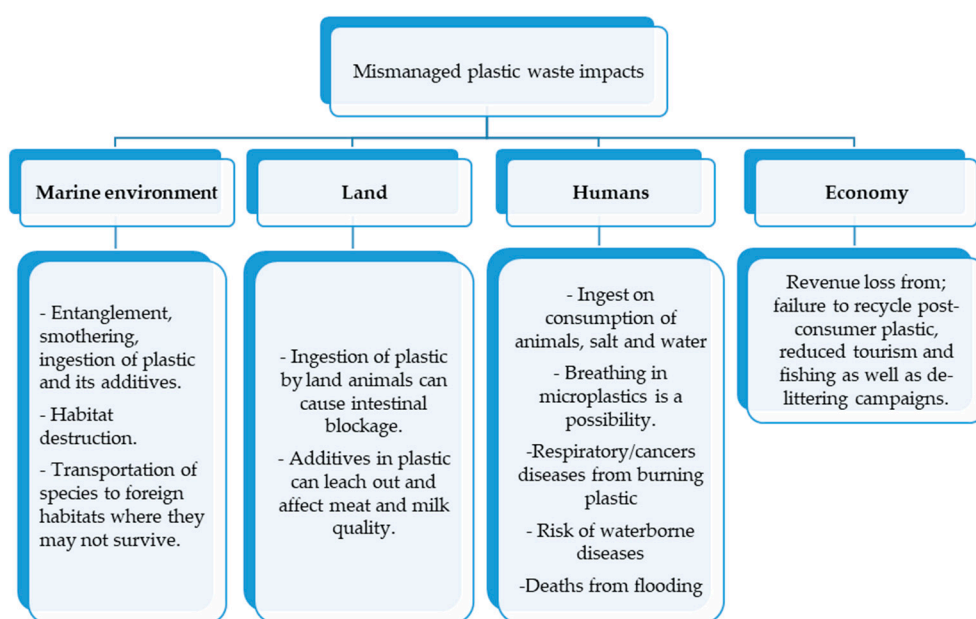 Mismanaged plastic waste impacts
Marine environment
- Entanglement,
smothering,
ingestion of plastic
and its additives.
- Habitat
destruction.
- Transportation of
species to foreign
habitats where they
may not survive.
Land
- Ingestion of plastic
by land animals can
cause intestinal
blockage.
- Additives in plastic
can leach out and
affect meat and milk
quality.
Humans
- Ingest on
consumption of
animals, salt and water
- Breathing in
microplastics is a
possibility.
-Respiratory/cancers
diseases from burning
plastic
- Risk of waterborne
diseases
-Deaths from flooding
Economy
Revenue loss from;
failure to recycle post-
consumer plastic,
reduced tourism and
fishing as well as de-
littering campaigns.